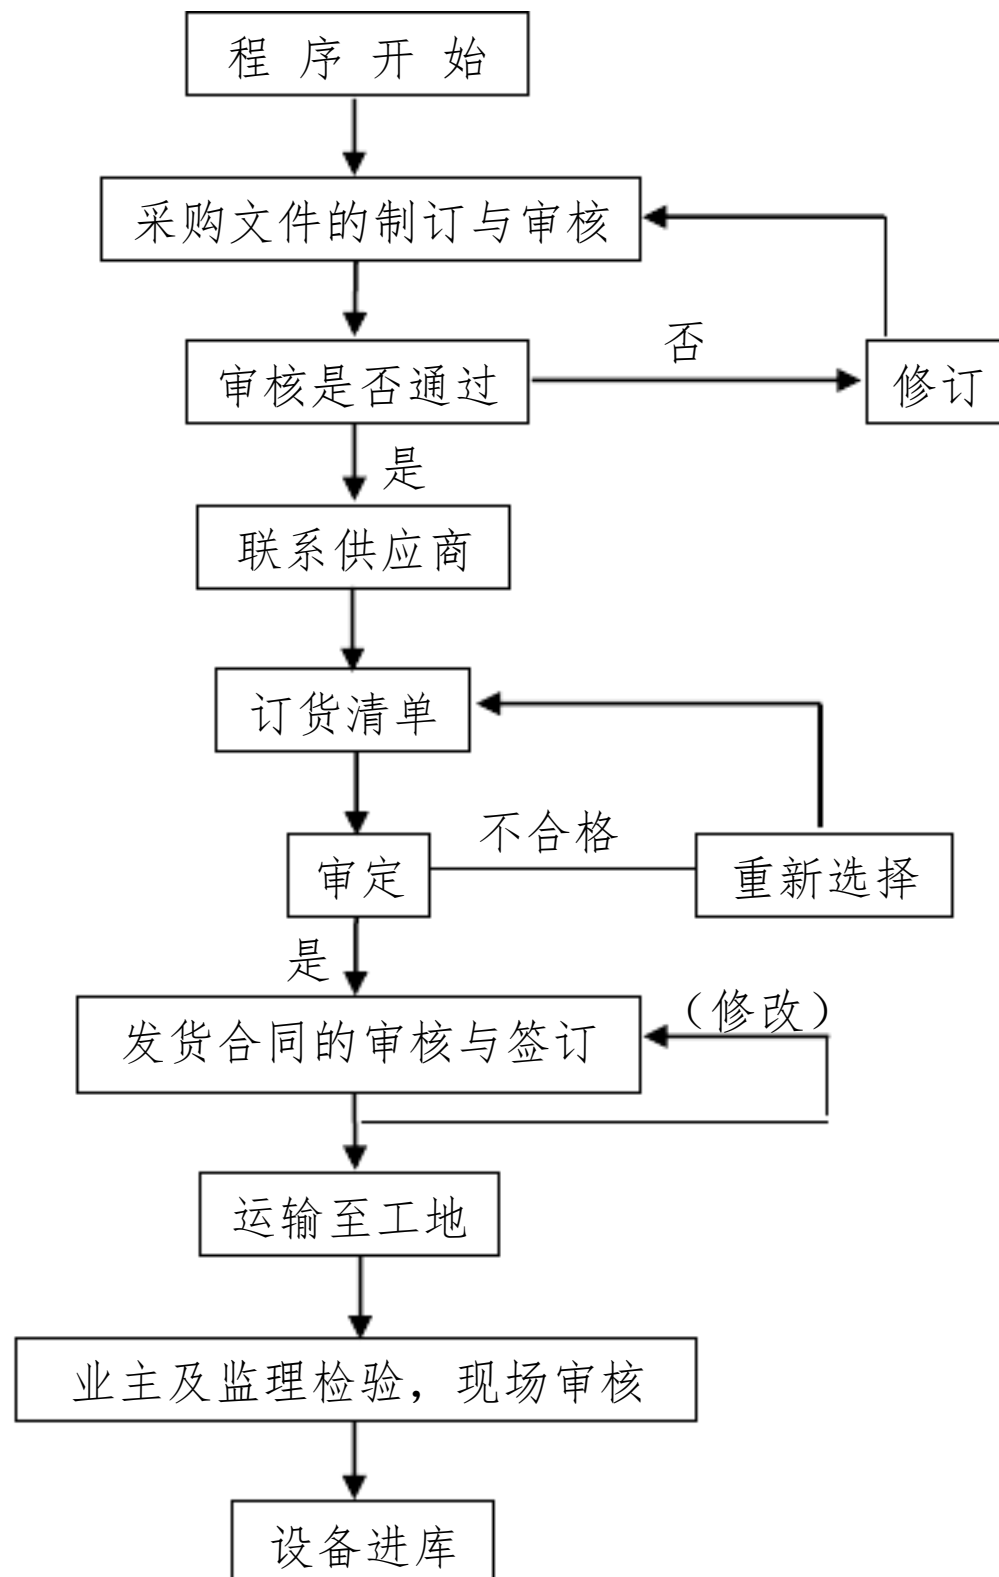 程序开始
采购文件的制订与审核
否
审核是否通过
修订
是
联系供应商
订货清单
不合格
审定
重新选择
是
（修改）
发货合同的审核与签订
运输至工地
业主及监理检验，现场审核
设备进库